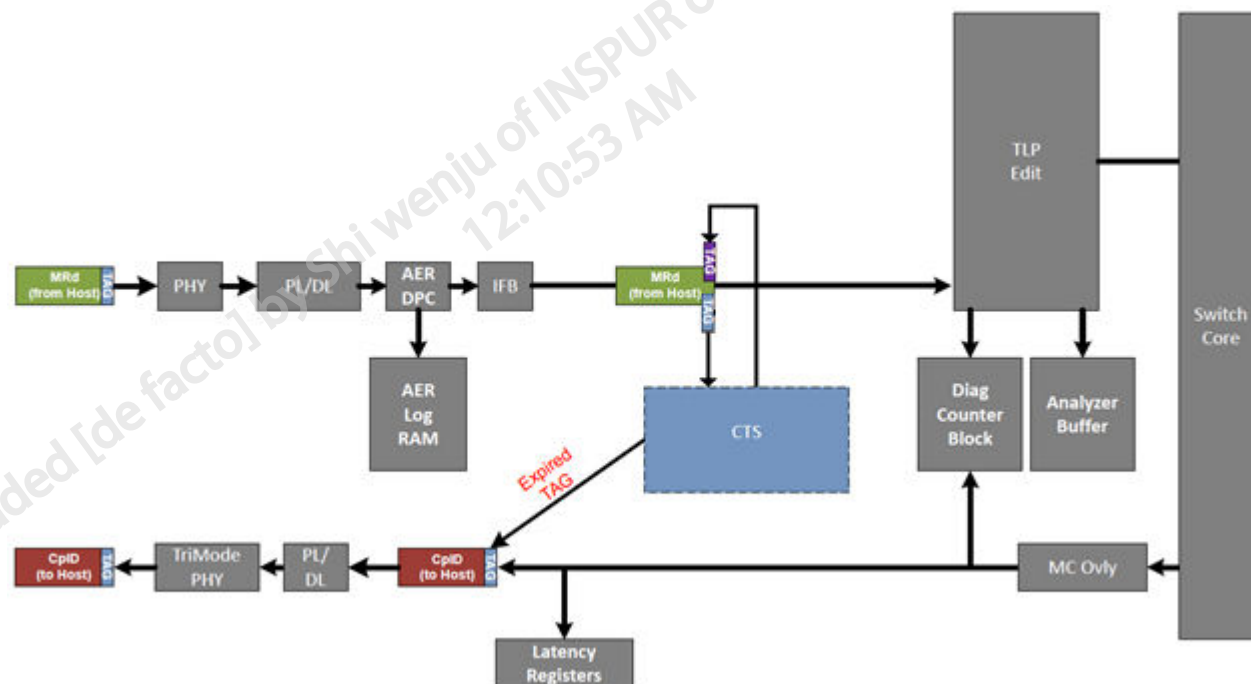 ded [de facto] by Shi wenju of INSPUR o
12:10:53 AM
TLP
Edit
Switch
Core
MRd
(from Host)
TAG
PHY
PL/DL
AER
DPC
IFB
MRd
(from Host)
TAG
TAG
AER
Log
RAM
CTS
Diag
Counter
Block
Analyzer
Buffer
Expired
TAG
CplD
(to Host)
TAG
TriMode
PHY
PL/
DL
CplD
(to Host)
TAG
MC Ovly
Latency
Registers